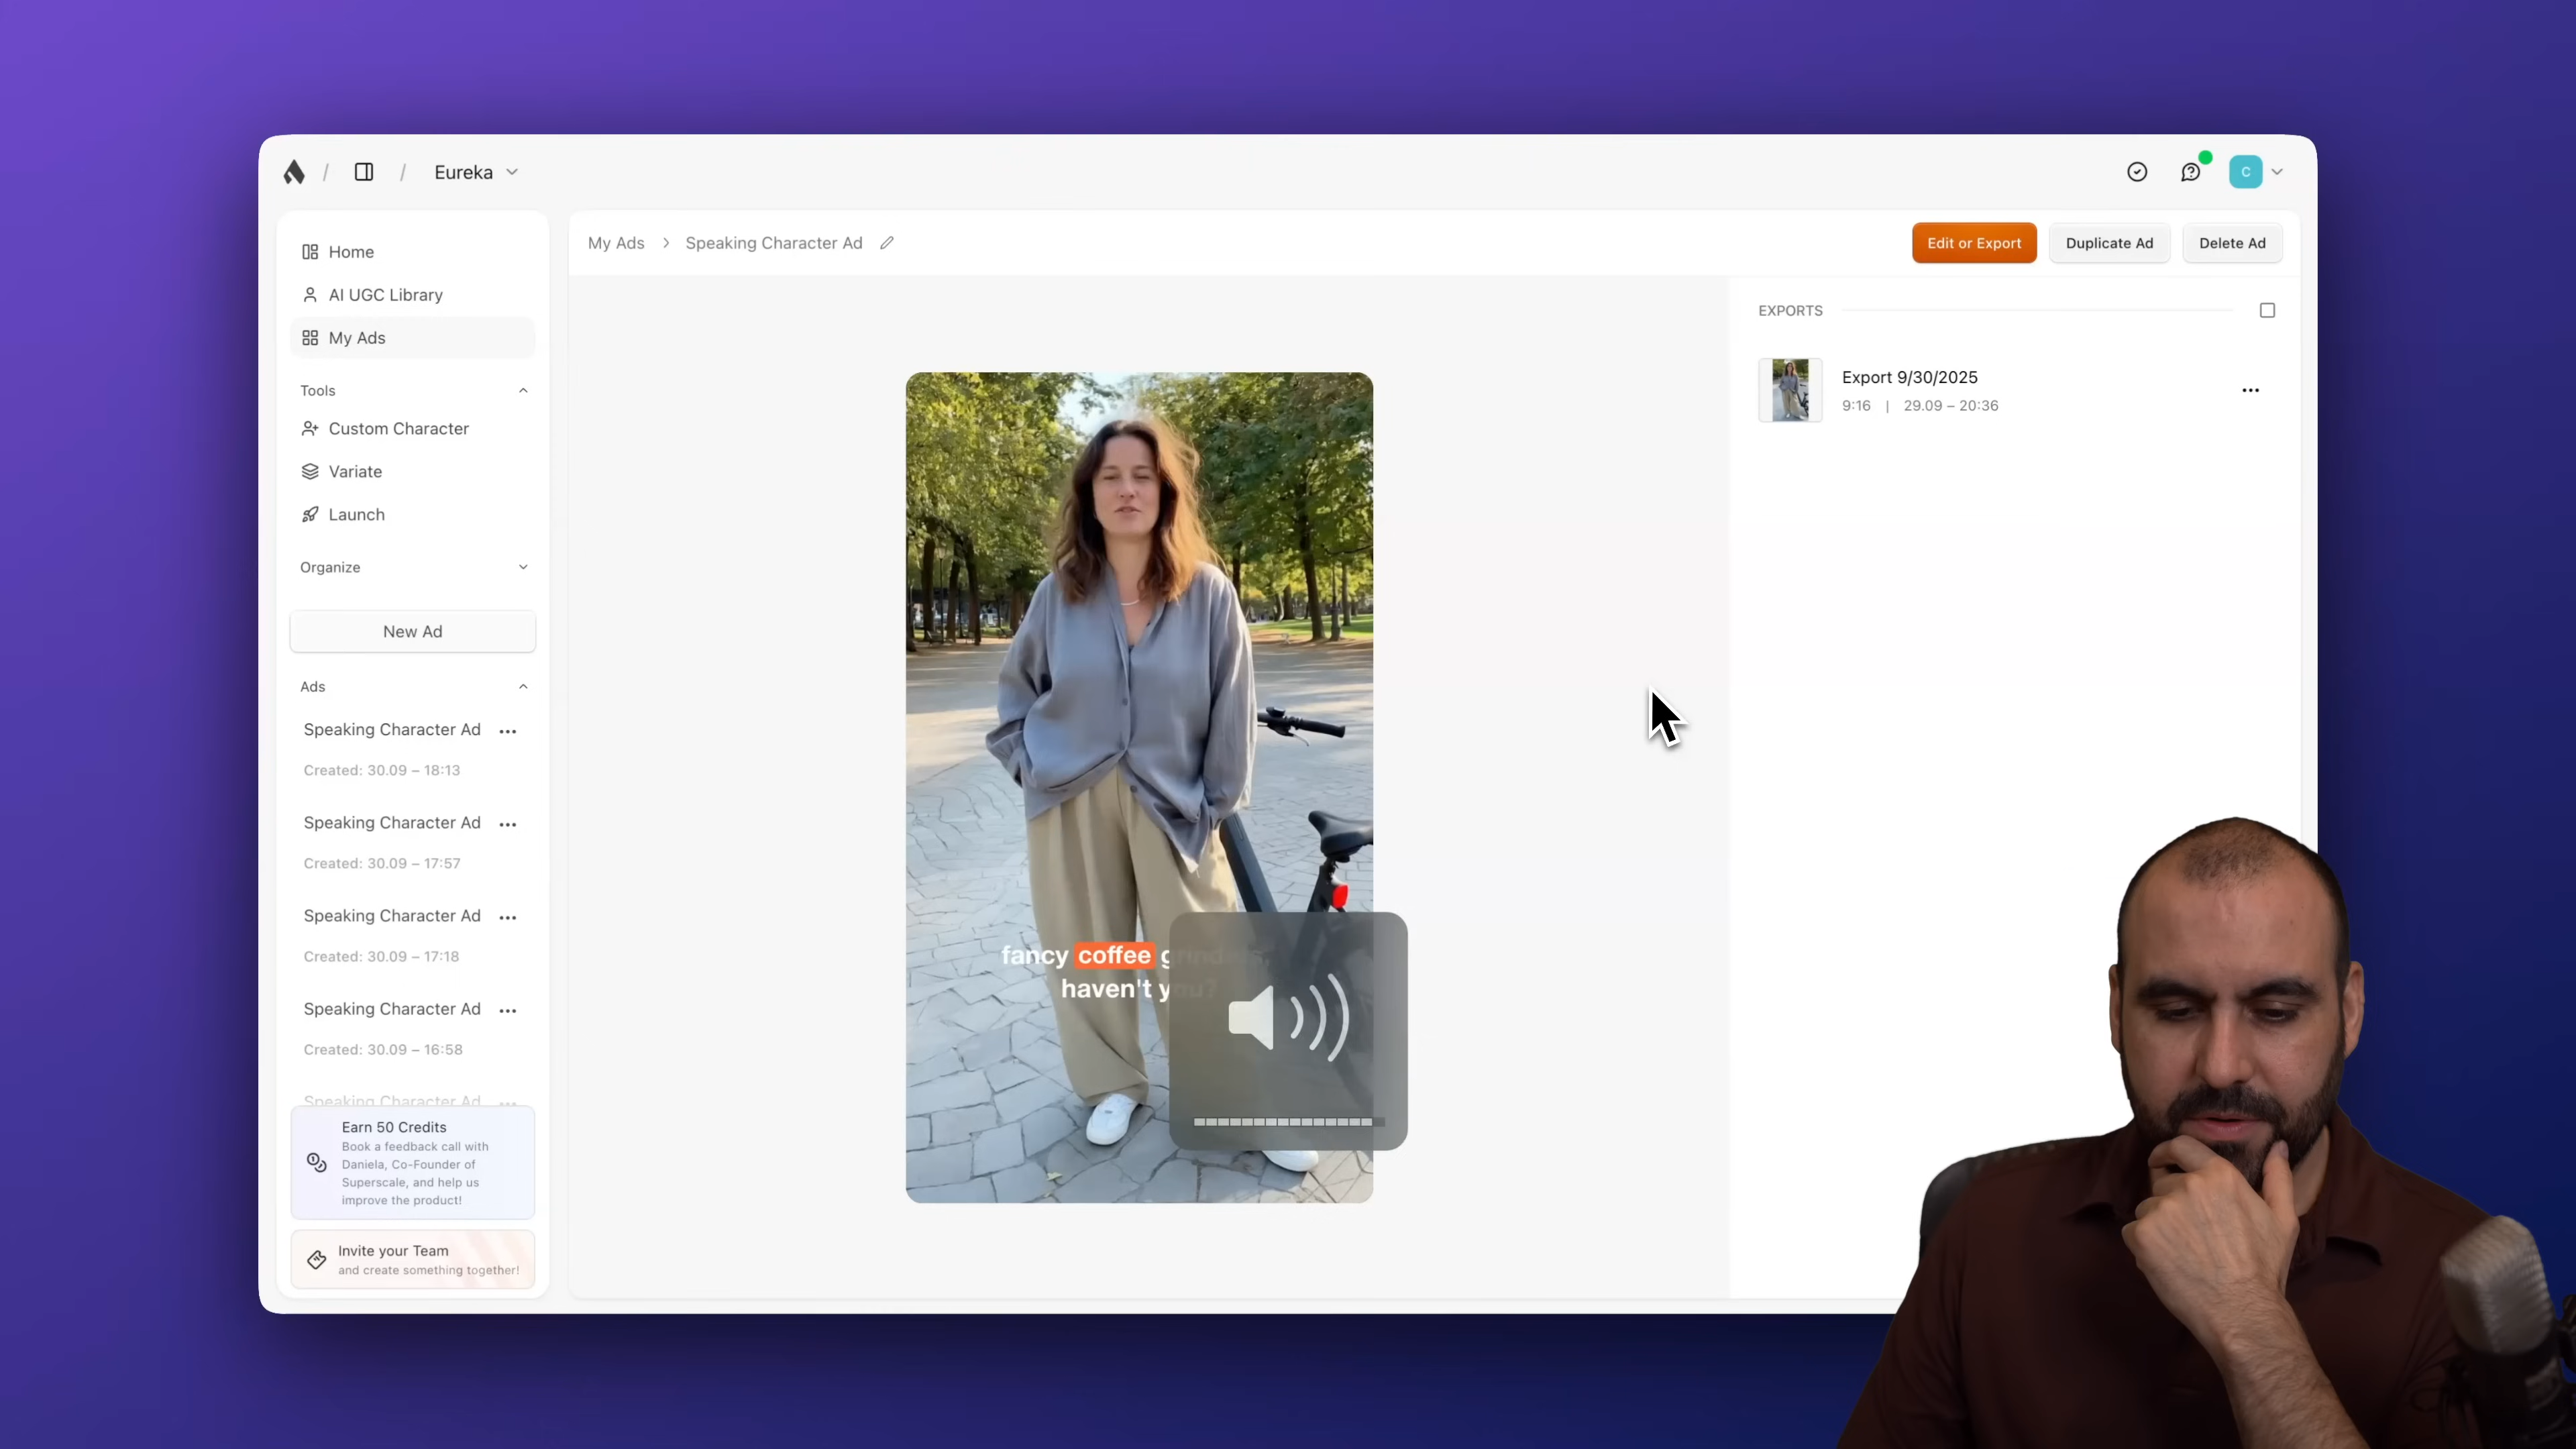 / / Eureka
C
Home
AI UGC Library
My Ads
Tools
Custom Character
Variate
Launch
Organize
New Ad
Ads
Speaking Character Ad
Created: 30.09 – 18:13
Speaking Character Ad
Created: 30.09 – 17:57
Speaking Character Ad
Created: 30.09 – 17:18
Speaking Character Ad
Created: 30.09 – 16:58
Speaking Character Ad
Earn 50 Credits
Book a feedback call with
Daniela, Co-Founder of
Superscale, and help us
improve the product!
Invite your Team
and create something together!
My Ads > Speaking Character Ad
Edit or Export
Duplicate Ad
Delete Ad
fancy coffee
haven't you?
EXPORTS
Export 9/30/2025
9:16 | 29.09 – 20:36